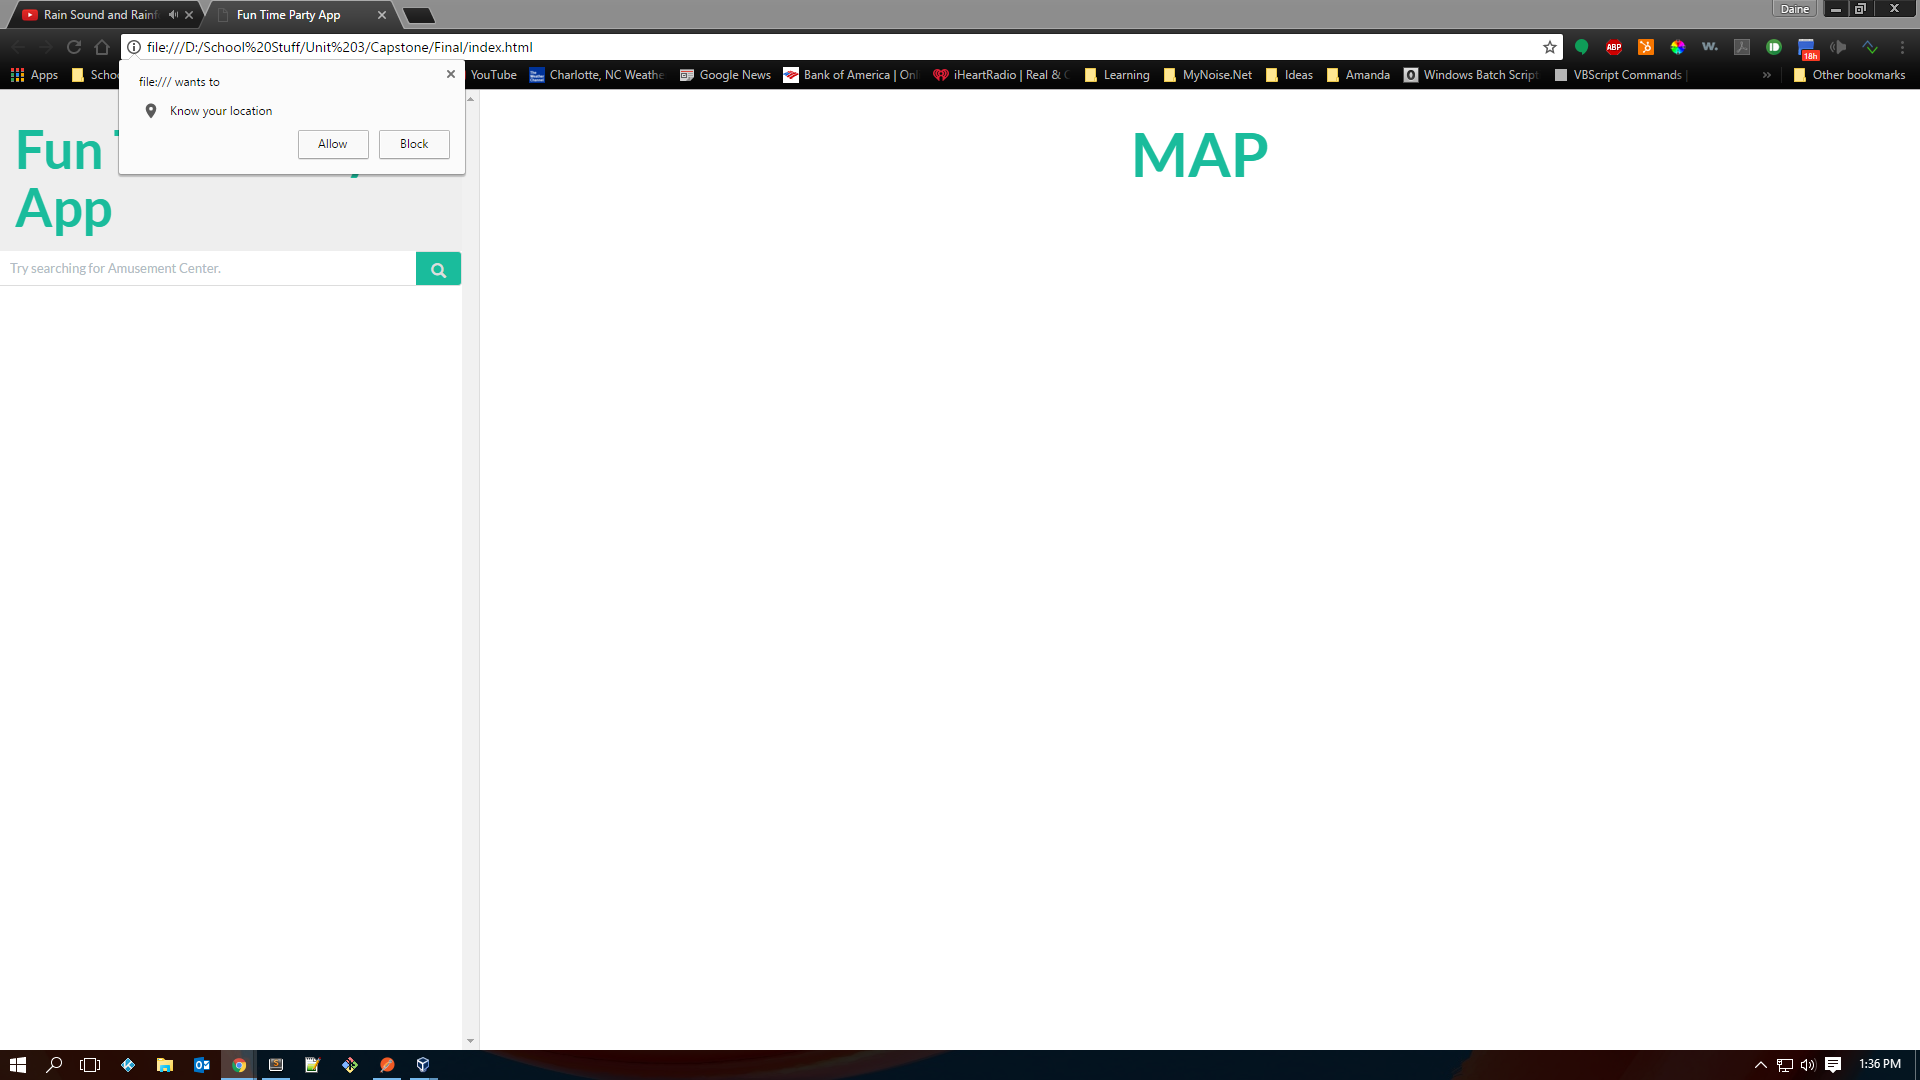 Rain Sound and Rainf
Fun Time Party App
Daine
file:///D:/School%20Stuff/Unit%203/Capstone/Final/index.html
ABP
w.
18h
Apps
Schoo
YouTube
Charlotte, NC Weathe
Google News
Bank of America | Onl
iHeartRadio | Real & C
Learning
MyNoise.Net
Ideas
Amanda
Windows Batch Script
VBScript Commands |
»
Other bookmarks
file:/// wants to
Know your location
Allow
Block
Fun
App
MAP
Try searching for Amusement Center.
1:36 PM